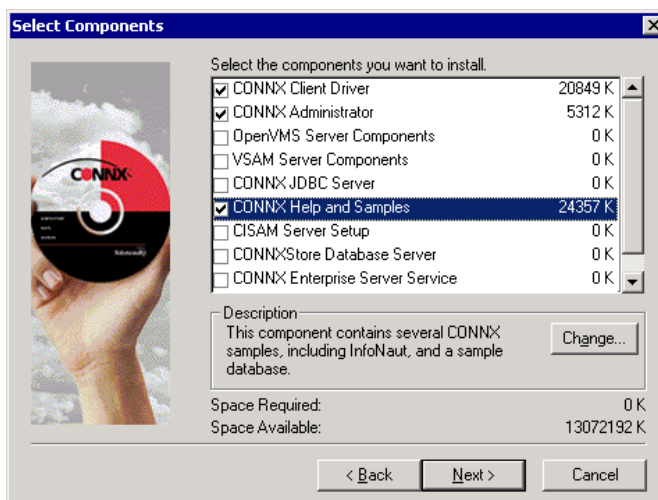 Select Components
Select the components you want to install.
CONNX Client Driver 20849 K
CONNX Administrator 5312 K
OpenVMS Server Components 0 K
VSAM Server Components 0 K
CONNX JDBC Server 0 K
CONNX Help and Samples 24357 K
CISAM Server Setup 0 K
CONNXStore Database Server 0 K
CONNX Enterprise Server Service 0 K
CONNX
Description
This component contains several CONNX
samples, including InfoNaut, and a sample
database.
Change...
Space Required: 0 K
Space Available: 13072192 K
< Back Next > Cancel